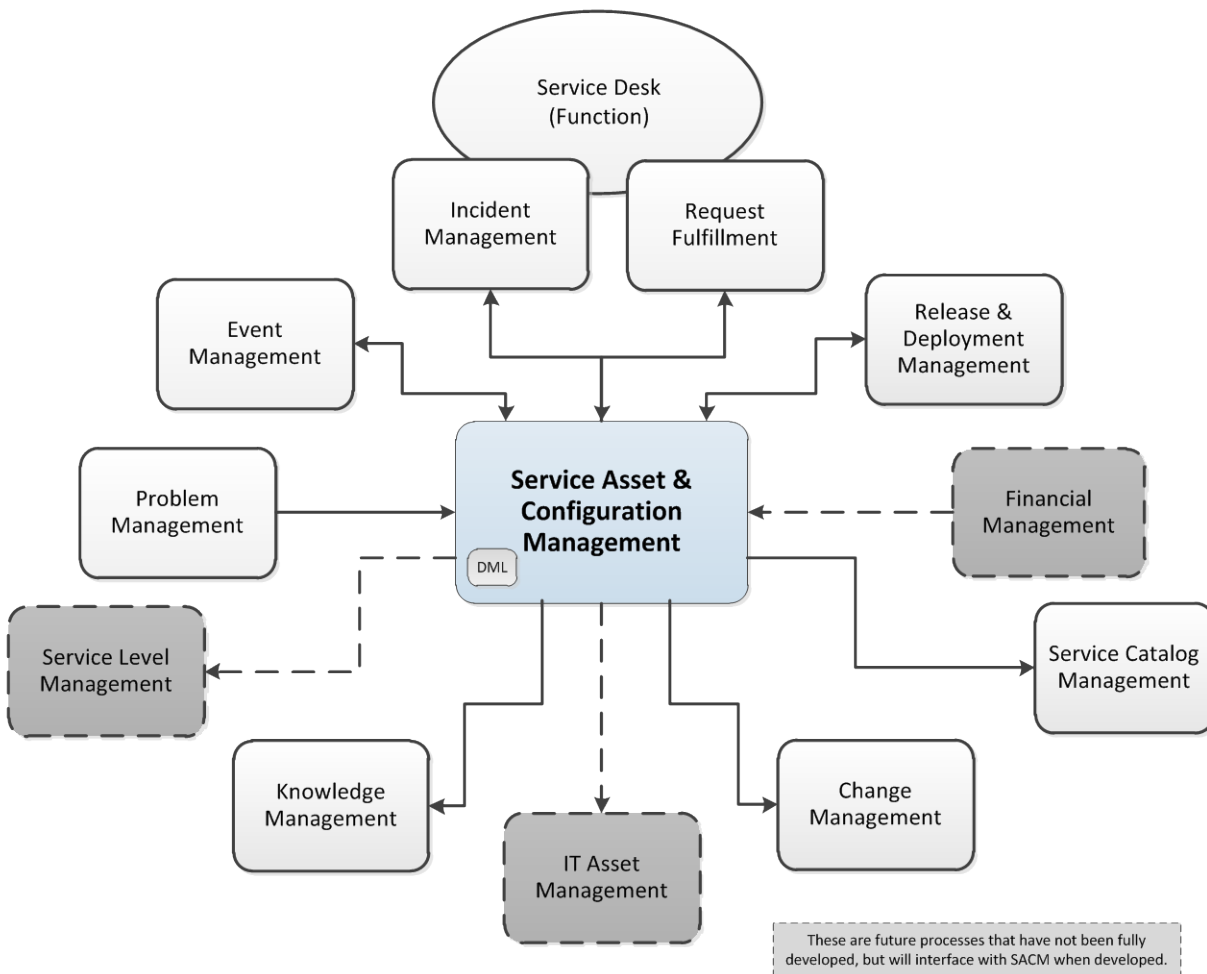 Service Desk
(Function)
Incident
Management
Request
Fulfillment
Event
Management
Release &
Deployment
Management
Service Asset &
Configuration
Management
DML
Problem
Management
Financial
Management
Service Level
Management
Service Catalog
Management
Knowledge
Management
IT Asset
Management
Change
Management
These are future processes that have not been fully
developed, but will interface with SACM when developed.